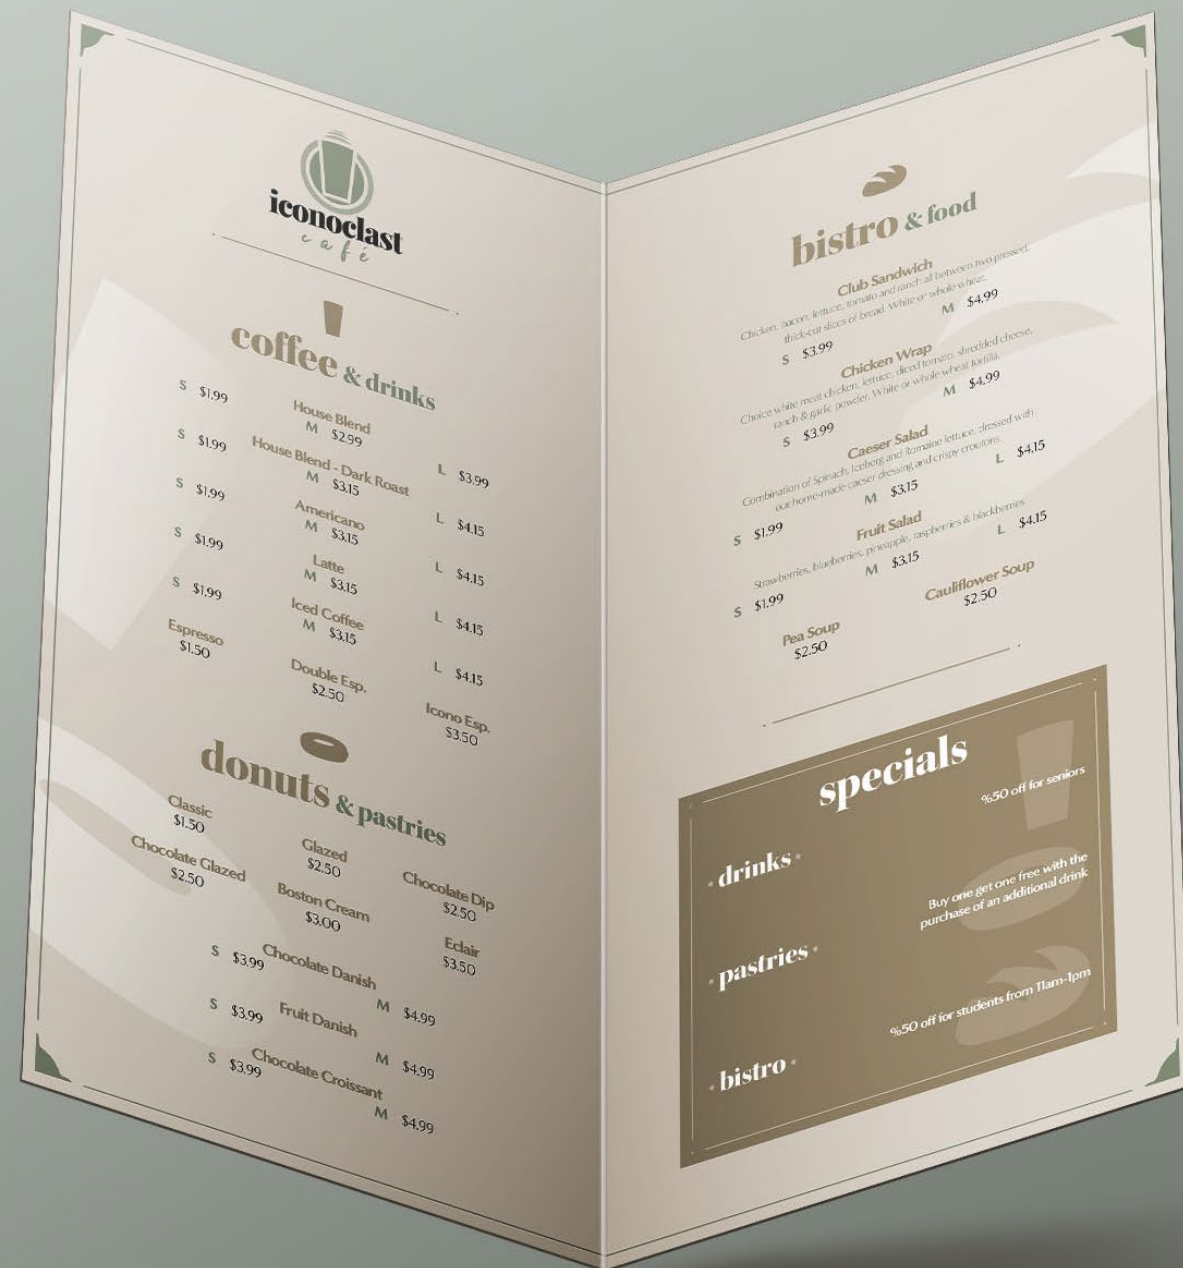 iconoclast
café
coffee & drinks
House Blend
S $1.99 M $2.99 L $3.99
House Blend - Dark Roast
S $1.99 M $3.15 L $4.15
Americano
S $1.99 M $3.15 L $4.15
Latte
S $1.99 M $3.15 L $4.15
Iced Coffee
S $1.99 M $3.15 L $4.15
Espresso Double Esp. Icono Esp.
$1.50 $2.50 $3.50
donuts & pastries
Classic Glazed Chocolate Dip
$1.50 $2.50 $2.50
Chocolate Glazed Boston Cream Eclair
$2.50 $3.00 $3.50
Chocolate Danish
S $3.99 M $4.99
Fruit Danish
S $3.99 M $4.99
Chocolate Croissant
S $3.99 M $4.99
bistro & food
Club Sandwich
Chicken, bacon, lettuce, tomato and ranch all between two pressed,
thick-cut slices of bread. White or whole wheat.
S $3.99 M $4.99
Chicken Wrap
Choice white meat chicken, lettuce, diced tomato, shredded cheese,
ranch & garlic powder. White or whole wheat tortilla.
S $3.99 M $4.99
Caeser Salad
Combination of Spinach, Iceberg and Romaine lettuce, dressed with
our home-made caeser dressing and crispy croutons.
S $1.99 M $3.15 L $4.15
Fruit Salad
Strawberries, blueberries, pineapple, raspberries & blackberries
S $1.99 M $3.15 L $4.15
Pea Soup Cauliflower Soup
$2.50 $2.50
specials
• drinks • %50 off for seniors
• pastries • Buy one get one free with the
purchase of an additional drink
• bistro • %50 off for students from 11am-1pm